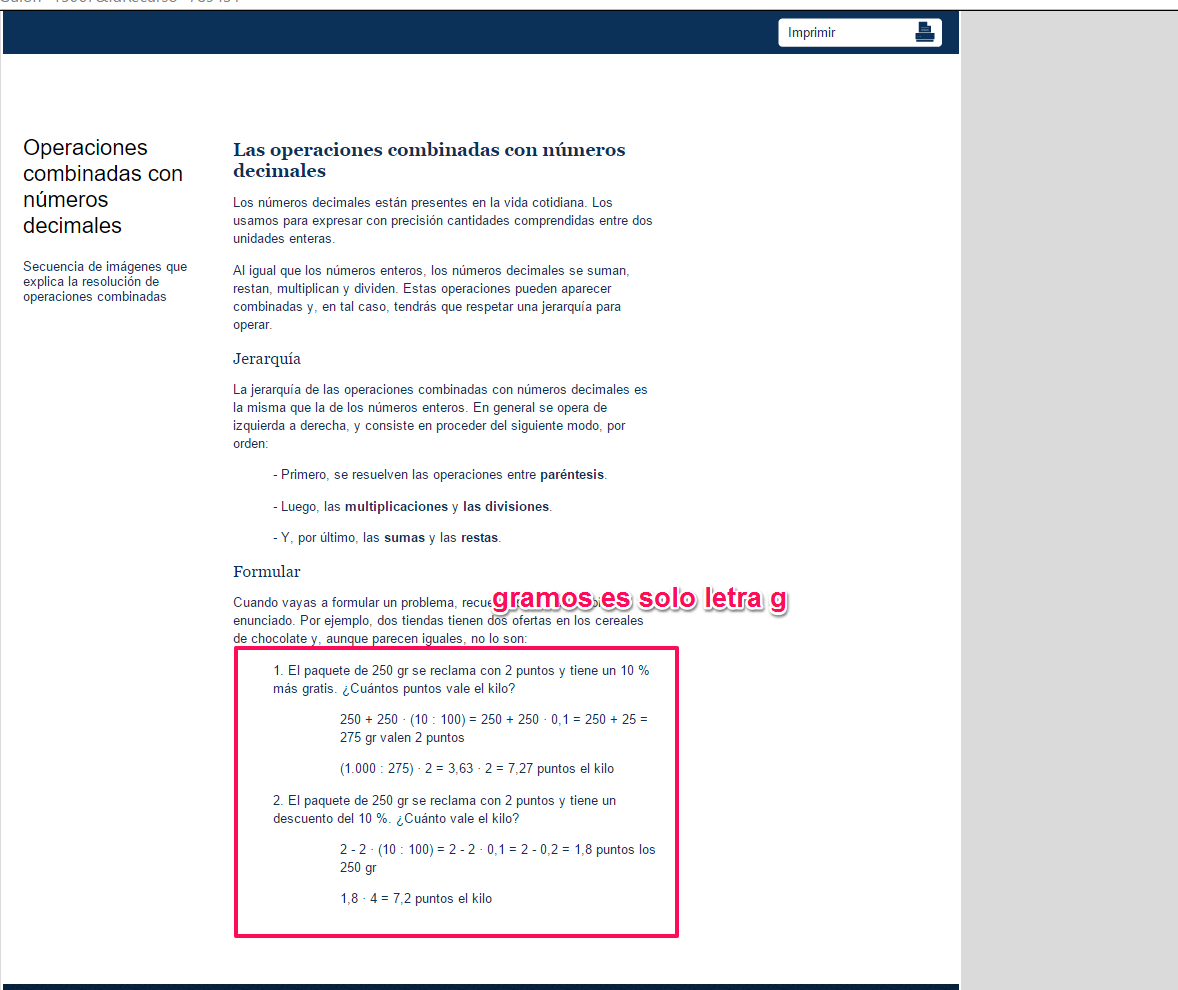 Imprimir
Operaciones
combinadas con
números
decimales
Secuencia de imágenes que
explica la resolución de
operaciones combinadas
Las operaciones combinadas con números
decimales
Los números decimales están presentes en la vida cotidiana. Los
usamos para expresar con precisión cantidades comprendidas entre dos
unidades enteras.
Al igual que los números enteros, los números decimales se suman,
restan, multiplican y dividen. Estas operaciones pueden aparecer
combinadas y, en tal caso, tendrás que respetar una jerarquía para
operar.
Jerarquía
La jerarquía de las operaciones combinadas con números decimales es
la misma que la de los números enteros. En general se opera de
izquierda a derecha, y consiste en proceder del siguiente modo, por
orden:
- Primero, se resuelven las operaciones entre paréntesis.
- Luego, las multiplicaciones y las divisiones.
- Y, por último, las sumas y las restas.
Formular
gramos es solo letra g
Cuando vayas a formular un problema,
enunciado. Por ejemplo, dos tiendas tienen dos ofertas en los cereales
de chocolate y, aunque parecen iguales, no lo son:
1. El paquete de 250 gr se reclama con 2 puntos y tiene un 10 %
más gratis. ¿Cuántos puntos vale el kilo?
250 + 250 · (10 : 100) = 250 + 250 · 0,1 = 250 + 25 =
275 gr valen 2 puntos
(1.000 : 275) · 2 = 3,63 · 2 = 7,27 puntos el kilo
2. El paquete de 250 gr se reclama con 2 puntos y tiene un
descuento del 10 %. ¿Cuánto vale el kilo?
2 - 2 · (10 : 100) = 2 - 2 · 0,1 = 2 - 0,2 = 1,8 puntos los
250 gr
1,8 · 4 = 7,2 puntos el kilo